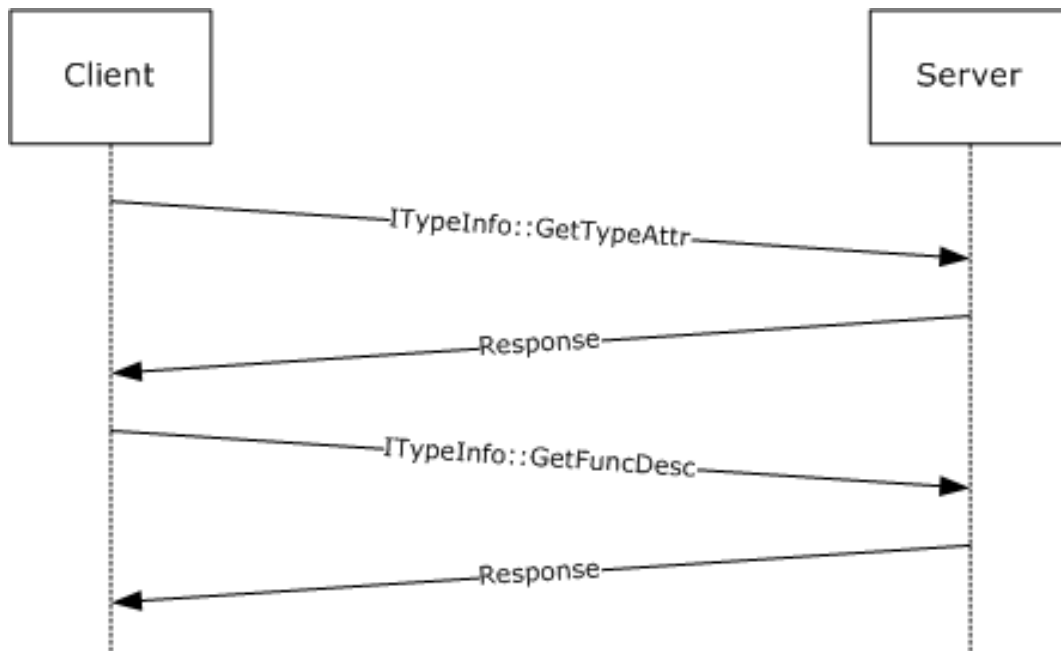 Client
Server
ITypeInfo::GetTypeAttr
Response
ITypeInfo::GetFuncDesc
Response